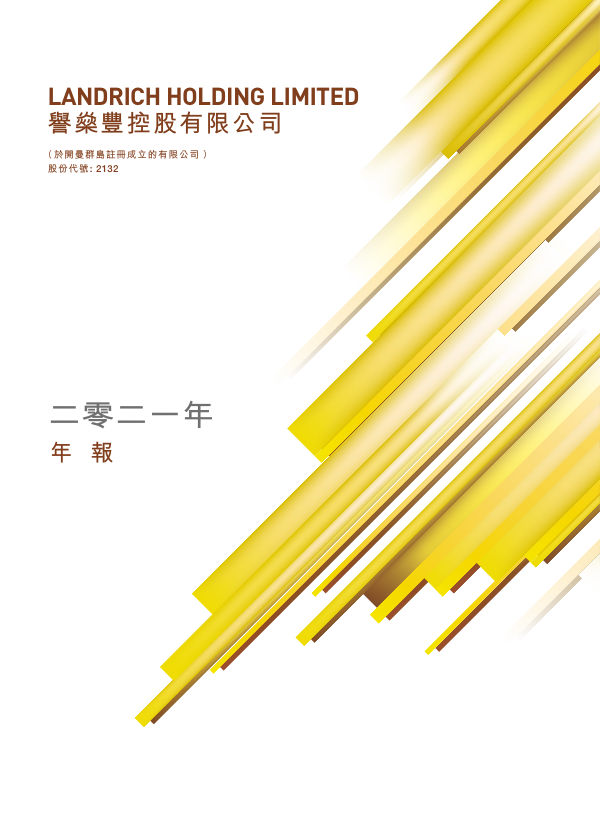 LANDRICH HOLDING LIMITED
譽燊豐控股有限公司
(於開曼群島註冊成立的有限公司)
股份代號: 2132
二零二一年
年 報